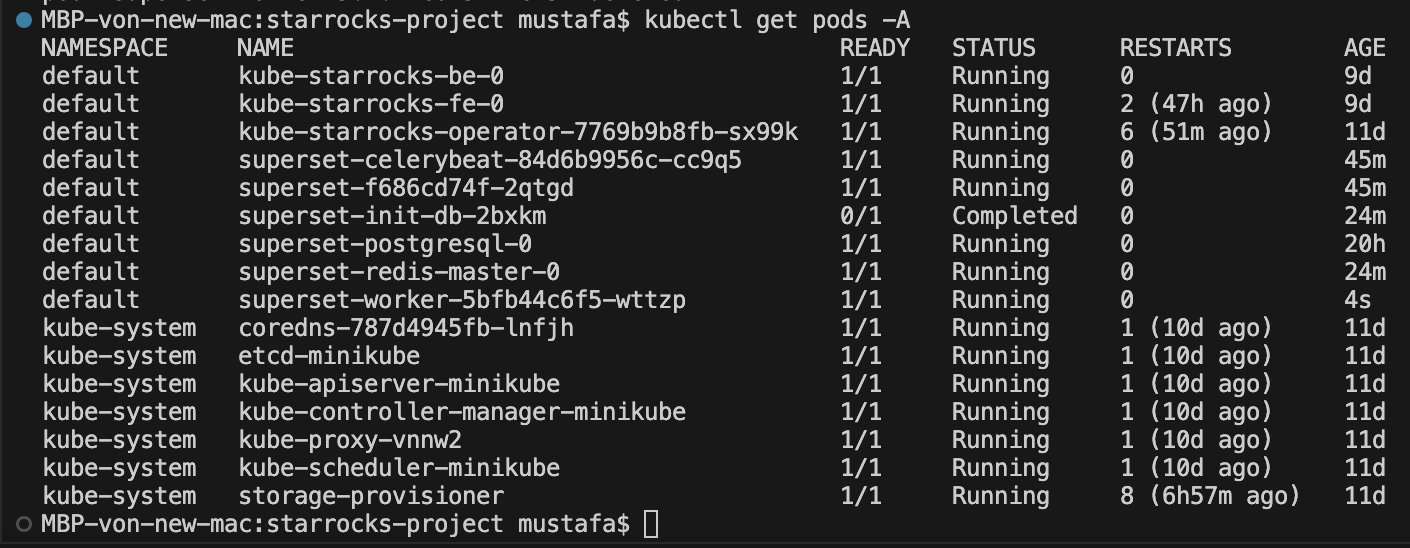 MBP-von-new-mac:starrocks-project mustafa$ kubectl get pods -A
NAMESPACE NAME READY STATUS RESTARTS AGE
default kube-starrocks-be-0 1/1 Running 0 9d
default kube-starrocks-fe-0 1/1 Running 2 (47h ago) 9d
default kube-starrocks-operator-7769b9b8fb-sx99k 1/1 Running 6 (51m ago) 11d
default superset-celerybeat-84d6b9956c-cc9q5 1/1 Running 0 45m
default superset-f686cd74f-2qtgd 1/1 Running 0 45m
default superset-init-db-2bxkm 0/1 Completed 0 24m
default superset-postgresql-0 1/1 Running 0 20h
default superset-redis-master-0 1/1 Running 0 24m
default superset-worker-5bfb44c6f5-wttzp 1/1 Running 0 4s
kube-system coredns-787d4945fb-lnfjh 1/1 Running 1 (10d ago) 11d
kube-system etcd-minikube 1/1 Running 1 (10d ago) 11d
kube-system kube-apiserver-minikube 1/1 Running 1 (10d ago) 11d
kube-system kube-controller-manager-minikube 1/1 Running 1 (10d ago) 11d
kube-system kube-proxy-vnnw2 1/1 Running 1 (10d ago) 11d
kube-system kube-scheduler-minikube 1/1 Running 1 (10d ago) 11d
kube-system storage-provisioner 1/1 Running 8 (6h57m ago) 11d
MBP-von-new-mac:starrocks-project mustafa$